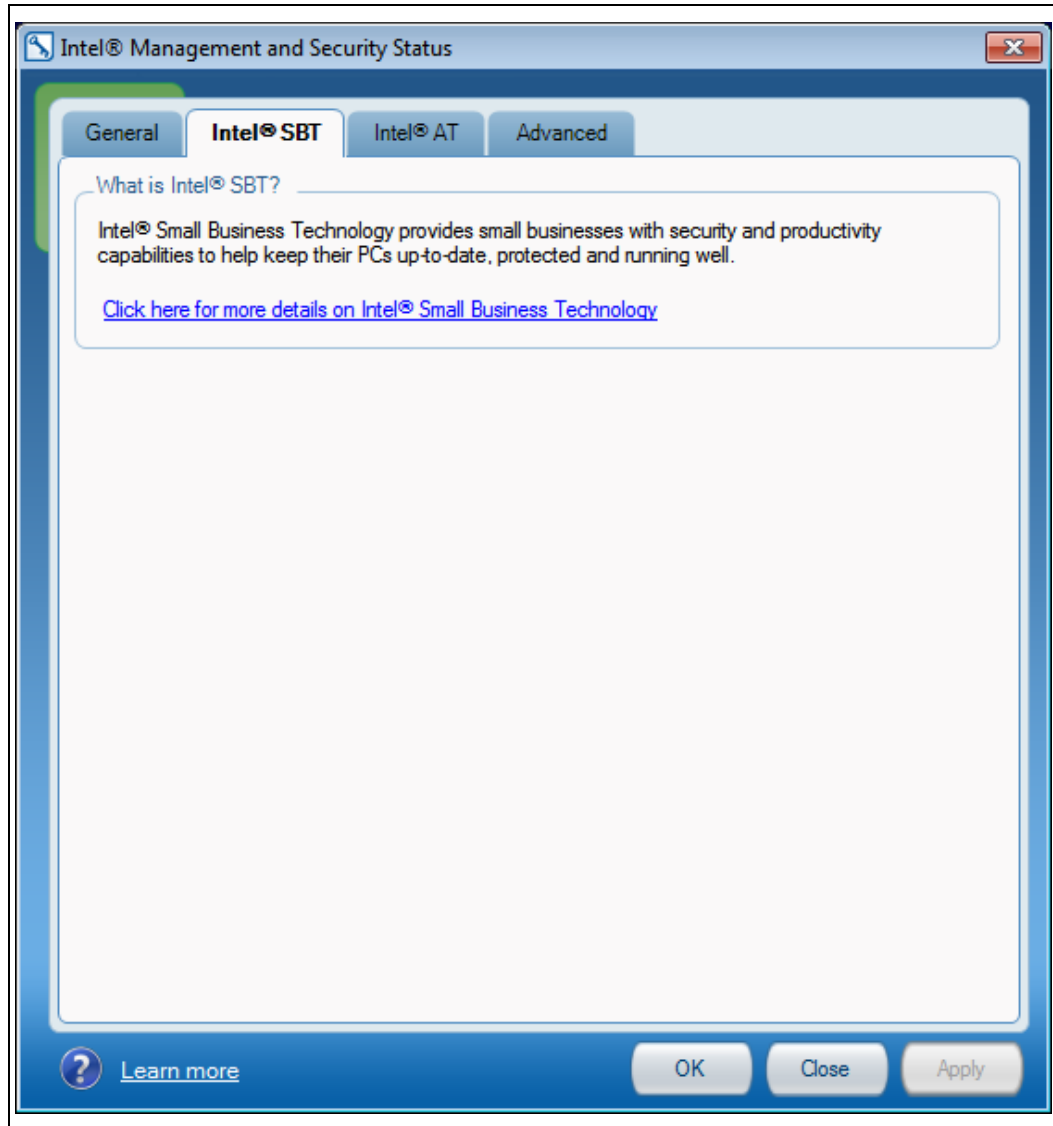 Intel® Management and Security Status
General
Intel® SBT
Intel® AT
Advanced
What is Intel® SBT?
Intel® Small Business Technology provides small businesses with security and productivity
capabilities to help keep their PCs up-to-date, protected and running well.
Click here for more details on Intel® Small Business Technology
Learn more
OK
Close
Apply